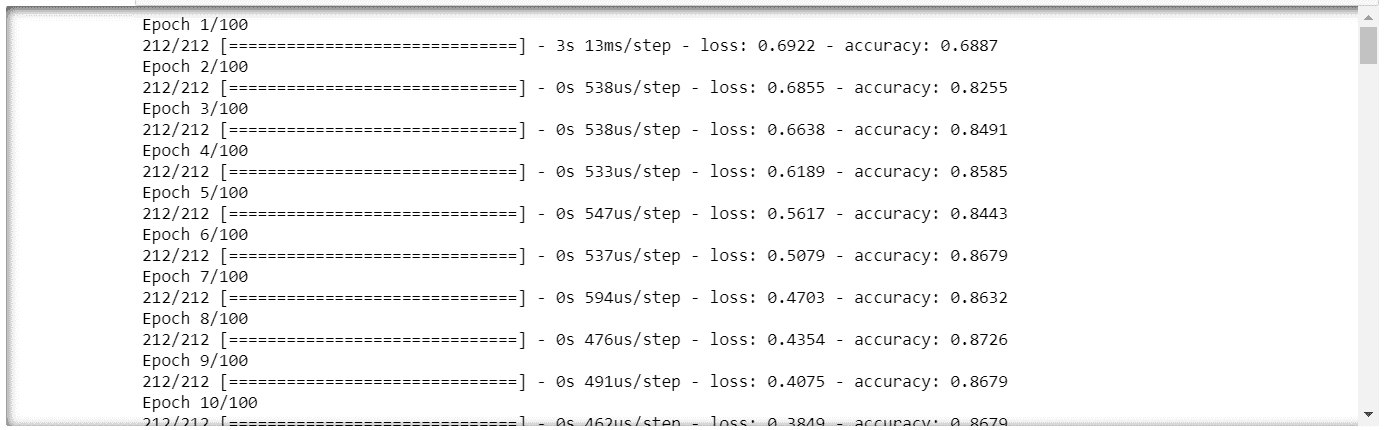 Epoch 1/100
212/212 [==============================] - 3s 13ms/step - loss: 0.6922 - accuracy: 0.6887
Epoch 2/100
212/212 [==============================] - 0s 538us/step - loss: 0.6855 - accuracy: 0.8255
Epoch 3/100
212/212 [==============================] - 0s 538us/step - loss: 0.6638 - accuracy: 0.8491
Epoch 4/100
212/212 [==============================] - 0s 533us/step - loss: 0.6189 - accuracy: 0.8585
Epoch 5/100
212/212 [==============================] - 0s 547us/step - loss: 0.5617 - accuracy: 0.8443
Epoch 6/100
212/212 [==============================] - 0s 537us/step - loss: 0.5079 - accuracy: 0.8679
Epoch 7/100
212/212 [==============================] - 0s 594us/step - loss: 0.4703 - accuracy: 0.8632
Epoch 8/100
212/212 [==============================] - 0s 476us/step - loss: 0.4354 - accuracy: 0.8726
Epoch 9/100
212/212 [==============================] - 0s 491us/step - loss: 0.4075 - accuracy: 0.8679
Epoch 10/100
212/212 [==============================] - 0s 462us/step - loss: 0.3849 - accuracy: 0.8679